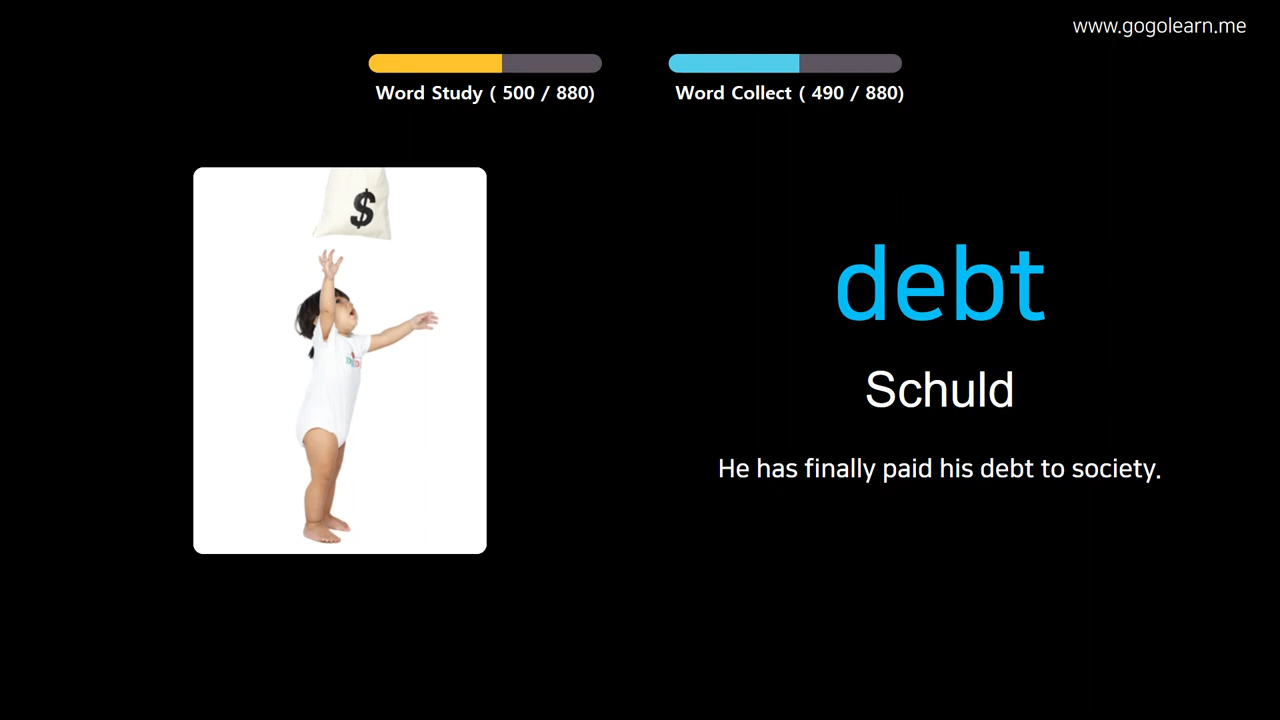 www.gogolearn.me
Word Study ( 500 / 880)
Word Collect ( 490 / 880)
$
debt
Schuld
He has finally paid his debt to society.